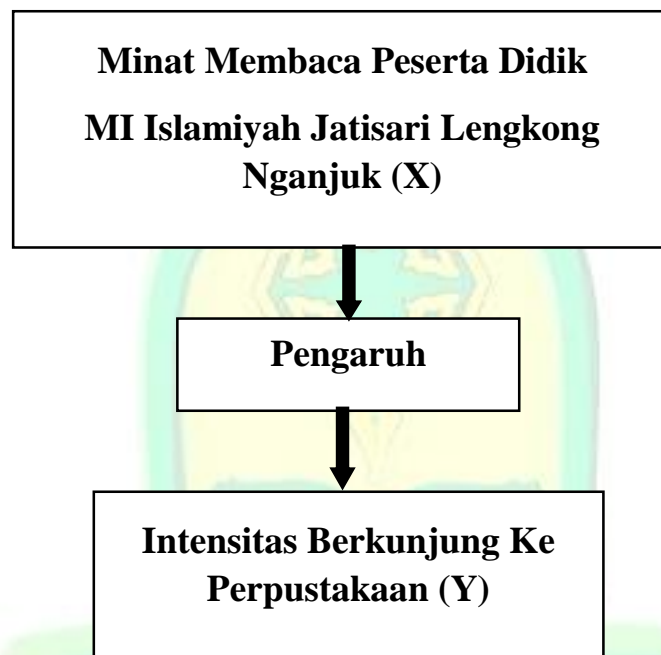 Minat Membaca Peserta Didik
MI Islamiyah Jatisari Lengkong
Nganjuk (X)
Pengaruh
Intensitas Berkunjung Ke
Perpustakaan (Y)